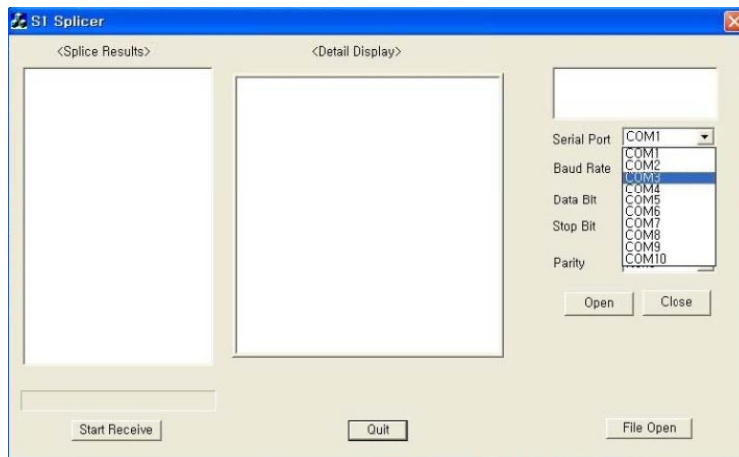 S1 Splicer
<Splice Results>
<Detail Display>
Serial Port COM1
COM1
COM2
Baud Rate
COM3
COM4
Data Bit
COM5
COM6
Stop Bit
COM7
COM8
COM9
COM10
Parity
Open Close
Start Receive Quit File Open